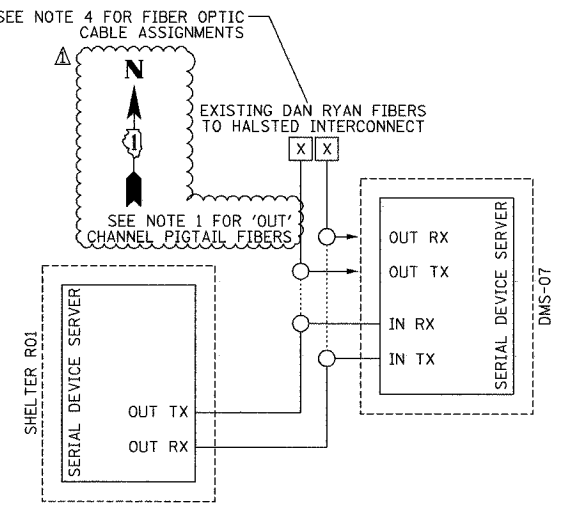 SEE NOTE 4 FOR FIBER OPTIC
CABLE ASSIGNMENTS
1
N
1
EXISTING DAN RYAN FIBERS
TO HALSTED INTERCONNECT
X X
SEE NOTE 1 FOR 'OUT'
CHANNEL PIGTAIL FIBERS
OUT RX
OUT TX
IN RX
IN TX
SERIAL DEVICE SERVER
DMS-07
SHELTER R01
SERIAL DEVICE SERVER
OUT TX
OUT RX